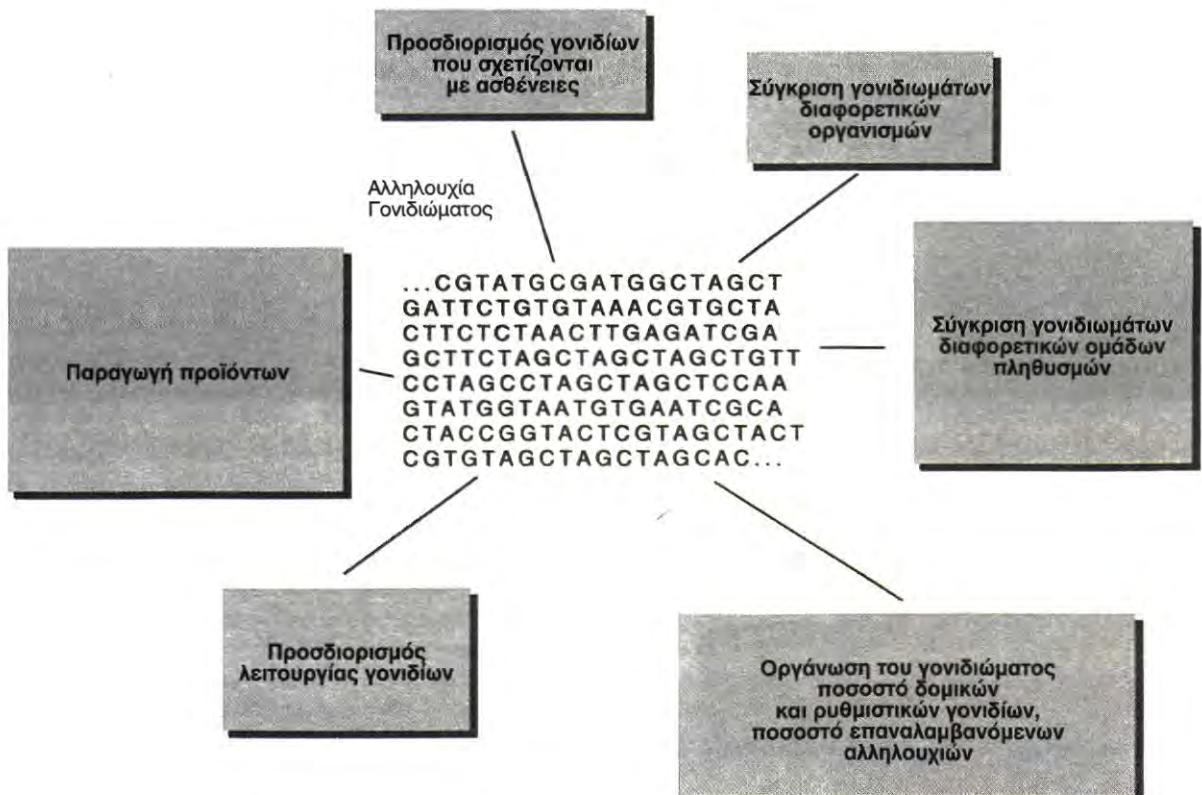 Προσδιορισμός γονιδίων
που σχετίζονται
με ασθένειες
Σύγκριση γονιδιωμάτων
διαφορετικών
οργανισμών
Αλληλουχία
Γονιδιώματος
...CGTATGCGATGGCTAGCT
GATTCTGTGTAAACGTGCTA
CTTCTCTAACTTGAGATCGA
GCTTCTAGCTAGCTAGCTGTT
CCTAGCCTAGCTAGCTCCAA
GTATGGTAATGTGAATCGCA
CTACCGGTACTCGTAGCTACT
CGTGTAGCTAGCTAGCAC...
Παραγωγή προϊόντων
Σύγκριση γονιδιωμάτων
διαφορετικών ομάδων
πληθυσμών
Προσδιορισμός
λειτουργίας γονιδίων
Οργάνωση του γονιδιώματος
ποσοστό δομικών
και ρυθμιστικών γονιδίων,
ποσοστό επαναλαμβανόμενων
αλληλουχιών